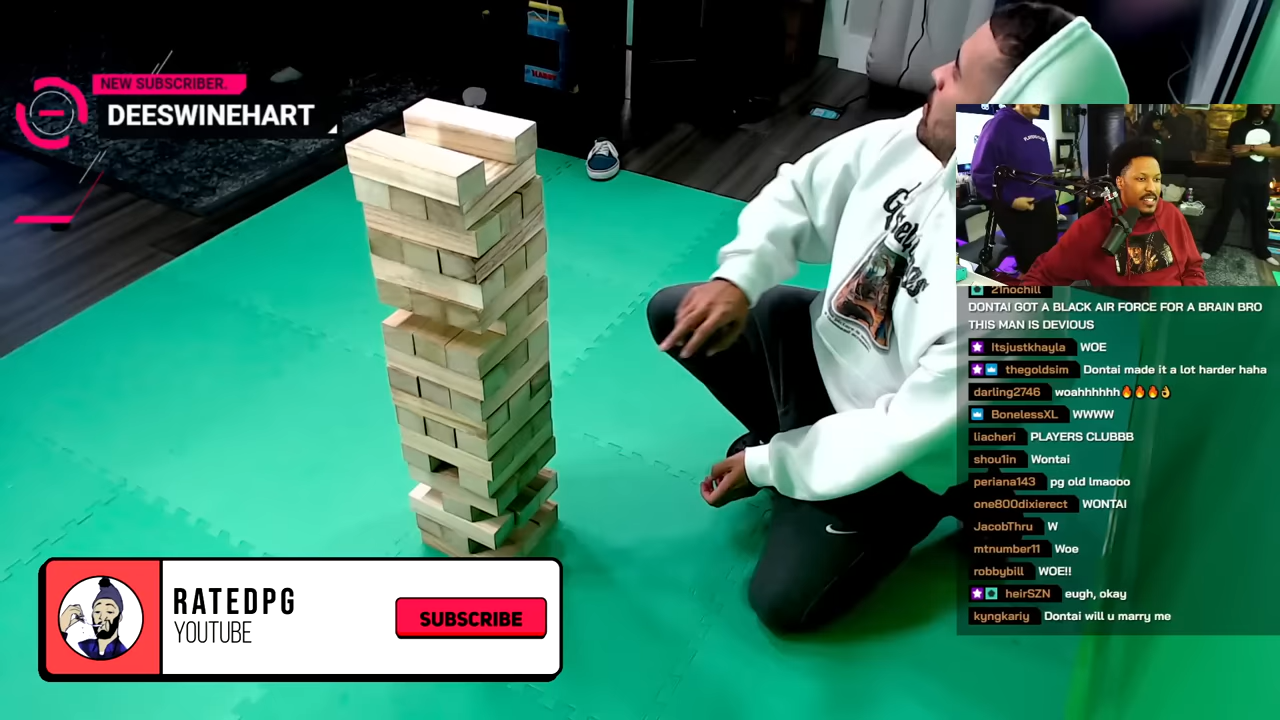 NEW SUBSCRIBER.
DEESWINEHART
21nochill
DONTAI GOT A BLACK AIR FORCE FOR A BRAIN BRO
THIS MAN IS DEVIOUS
Itsjustkhayla WOE
thegoldsim Dontai made it a lot harder haha
darling2746 woahhhhhh🔥🔥🔥👌
BonelessXL WWWW
liacheri PLAYERS CLUBBB
shou1in Wontai
periana143 pg old lmaooo
one800dixierect WONTAI
JacobThru W
mtnumber11 Woe
robbybill WOE!!
heirSZN eugh, okay
kyngkariy Dontai will u marry me
RATEDPG
YOUTUBE
SUBSCRIBE